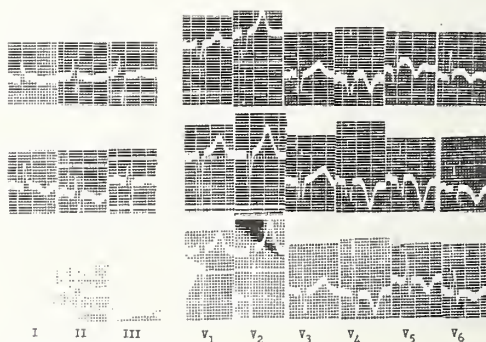 I II III V₁ V₂ V₃ V₄ V₅ V₆